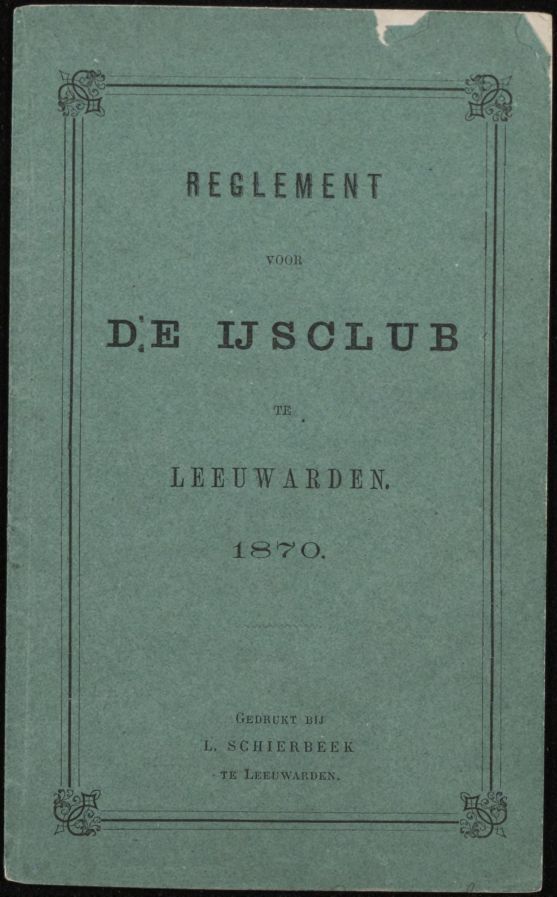 REGLEMENT
VOOR
DE IJSCLUB
TE
LEEUWARDEN.
1870.
GEDRUKT BIJ
L. SCHIERBEEK
TE LEEUWARDEN.